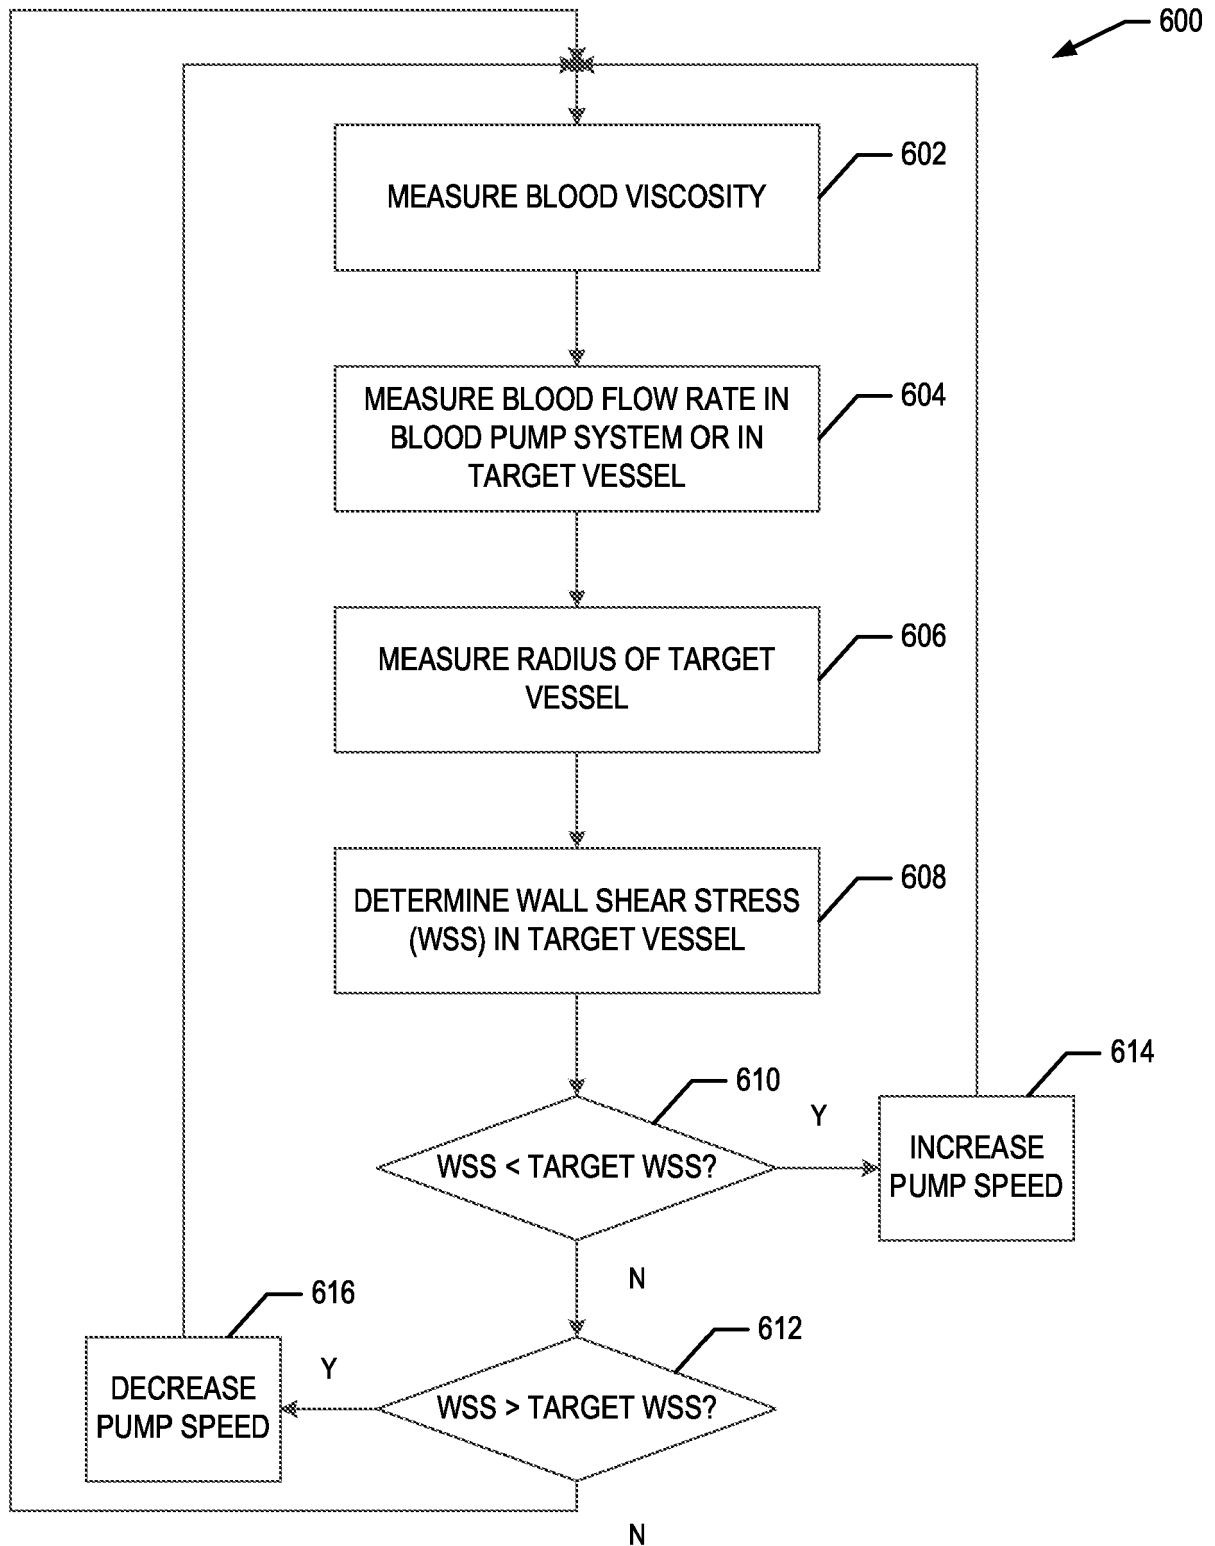 600
MEASURE BLOOD VISCOSITY
602
MEASURE BLOOD FLOW RATE IN
BLOOD PUMP SYSTEM OR IN
TARGET VESSEL
604
MEASURE RADIUS OF TARGET
VESSEL
606
DETERMINE WALL SHEAR STRESS
(WSS) IN TARGET VESSEL
608
WSS < TARGET WSS?
610
Y
INCREASE
PUMP SPEED
614
N
WSS > TARGET WSS?
612
Y
DECREASE
PUMP SPEED
616
N